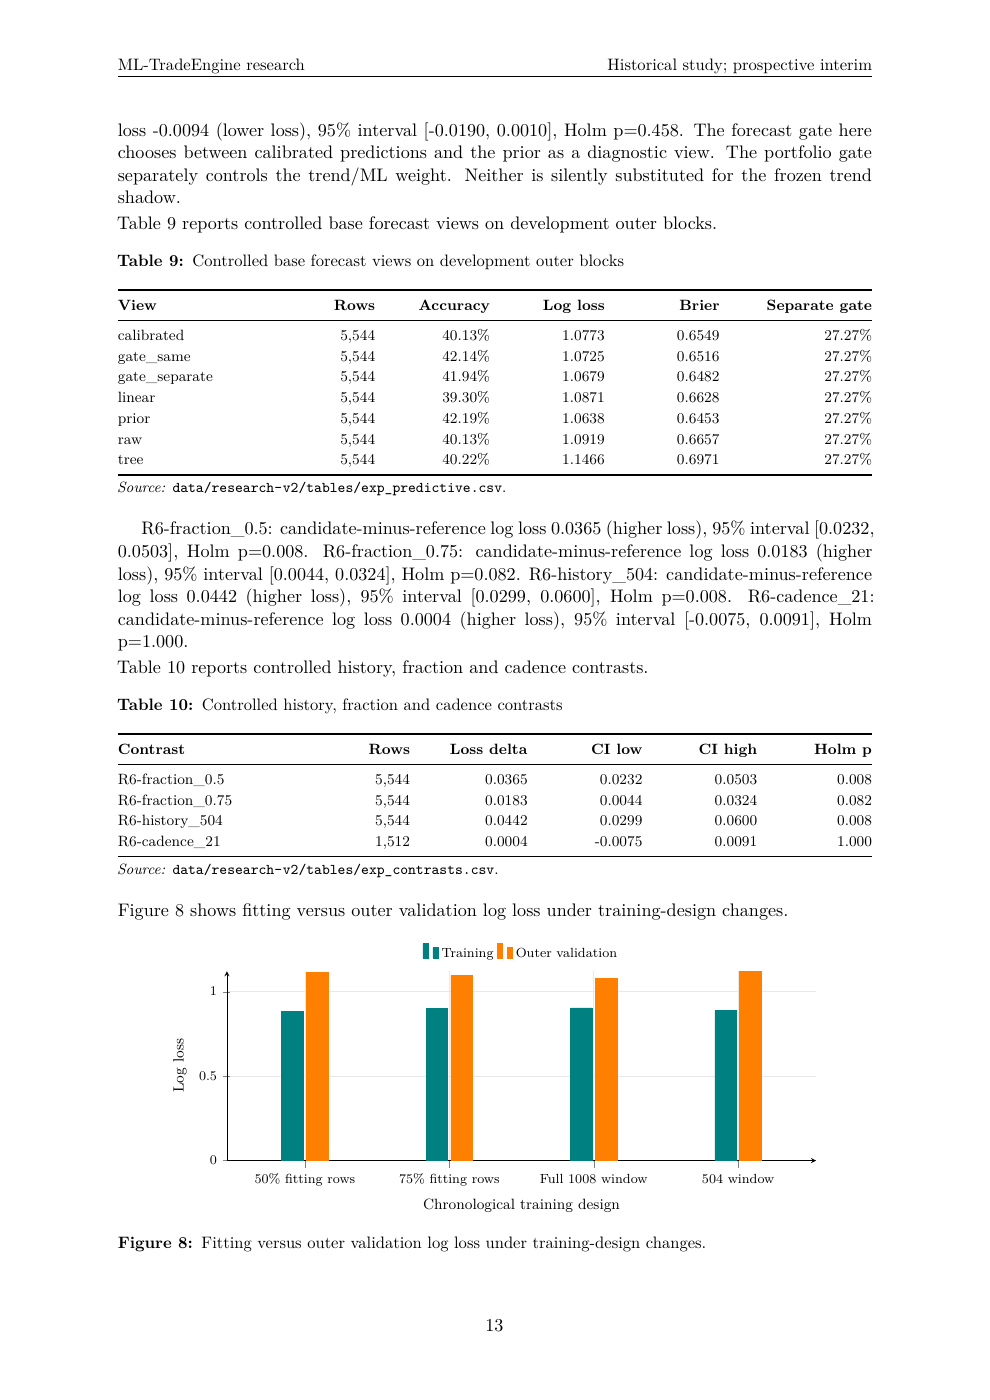 ML-TradeEngine research Historical study; prospective interim
loss -0.0094 (lower loss), 95% interval [-0.0190, 0.0010], Holm p=0.458. The forecast gate here
chooses between calibrated predictions and the prior as a diagnostic view. The portfolio gate
separately controls the trend/ML weight. Neither is silently substituted for the frozen trend
shadow.
Table 9 reports controlled base forecast views on development outer blocks.
Table 9: Controlled base forecast views on development outer blocks
View Rows Accuracy Log loss Brier Separate gate
calibrated 5,544 40.13% 1.0773 0.6549 27.27%
gate_same 5,544 42.14% 1.0725 0.6516 27.27%
gate_separate 5,544 41.94% 1.0679 0.6482 27.27%
linear 5,544 39.30% 1.0871 0.6628 27.27%
prior 5,544 42.19% 1.0638 0.6453 27.27%
raw 5,544 40.13% 1.0919 0.6657 27.27%
tree 5,544 40.22% 1.1466 0.6971 27.27%
Source: data/research-v2/tables/exp_predictive.csv.
R6-fraction_0.5: candidate-minus-reference log loss 0.0365 (higher loss), 95% interval [0.0232,
0.0503], Holm p=0.008. R6-fraction_0.75: candidate-minus-reference log loss 0.0183 (higher
loss), 95% interval [0.0044, 0.0324], Holm p=0.082. R6-history_504: candidate-minus-reference
log loss 0.0442 (higher loss), 95% interval [0.0299, 0.0600], Holm p=0.008. R6-cadence_21:
candidate-minus-reference log loss 0.0004 (higher loss), 95% interval [-0.0075, 0.0091], Holm
p=1.000.
Table 10 reports controlled history, fraction and cadence contrasts.
Table 10: Controlled history, fraction and cadence contrasts
Contrast Rows Loss delta CI low CI high Holm p
R6-fraction_0.5 5,544 0.0365 0.0232 0.0503 0.008
R6-fraction_0.75 5,544 0.0183 0.0044 0.0324 0.082
R6-history_504 5,544 0.0442 0.0299 0.0600 0.008
R6-cadence_21 1,512 0.0004 -0.0075 0.0091 1.000
Source: data/research-v2/tables/exp_contrasts.csv.
Figure 8 shows fitting versus outer validation log loss under training-design changes.
Training Outer validation
1
0.5
0
Log loss
50% fitting rows 75% fitting rows Full 1008 window 504 window
Chronological training design
Figure 8: Fitting versus outer validation log loss under training-design changes.
13